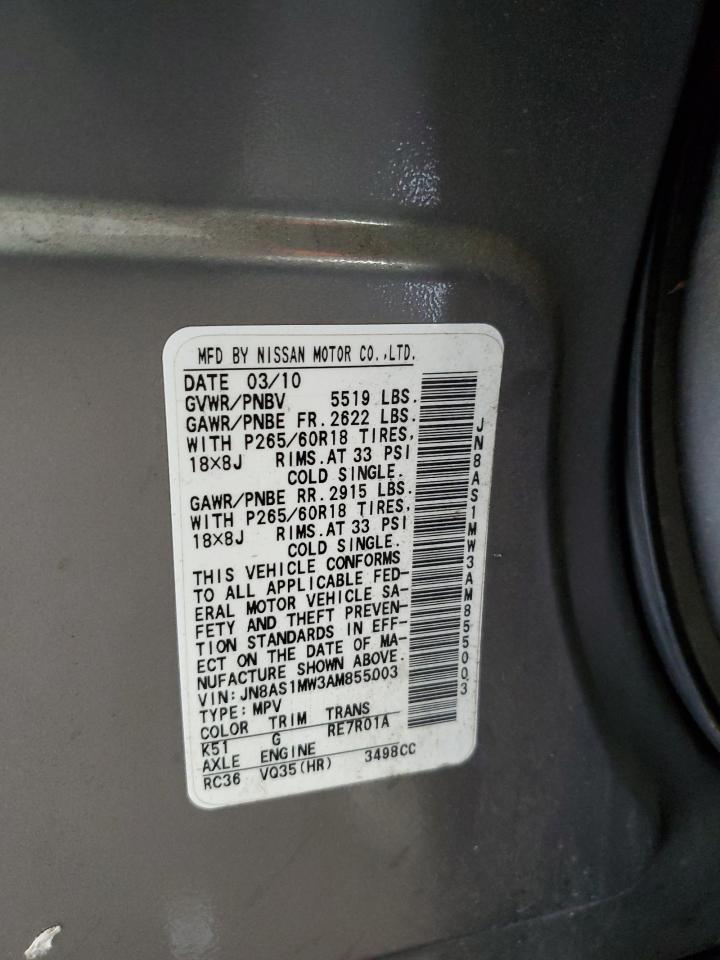 MFD BY NISSAN MOTOR CO.,LTD.
DATE 03/10
GVWR/PNBV 5519 LBS.
GAWR/PNBE FR. 2622 LBS.
WITH P265/60R18 TIRES,
18×8J RIMS. AT 33 PSI
COLD SINGLE.
GAWR/PNBE RR. 2915 LBS.
WITH P265/60R18 TIRES,
18×8J RIMS. AT 33 PSI
COLD SINGLE.
THIS VEHICLE CONFORMS
TO ALL APPLICABLE FED-
ERAL MOTOR VEHICLE SA-
FETY AND THEFT PREVEN-
TION STANDARDS IN EFF-
ECT ON THE DATE OF MA-
NUFACTURE SHOWN ABOVE.
VIN: JN8AS1MW3AM855003
TYPE: MPV
COLOR TRIM TRANS
K51 G RE7R01A
AXLE ENGINE
RC36 VQ35(HR) 3498CC
JN8AS1MW3AM855003